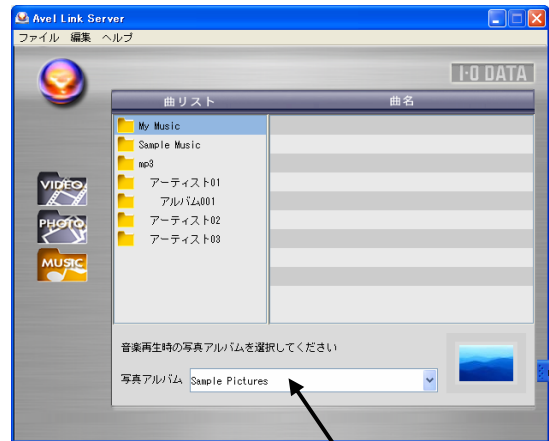 Avel Link Server
ファイル 編集 ヘルプ
I-O DATA
曲リスト 曲名
My Music
Sample Music
mp3
アーティスト01
アルバム001
アーティスト02
アーティスト03
VIDEO
PHOTO
MUSIC
音楽再生時の写真アルバムを選択してください
写真アルバム Sample Pictures